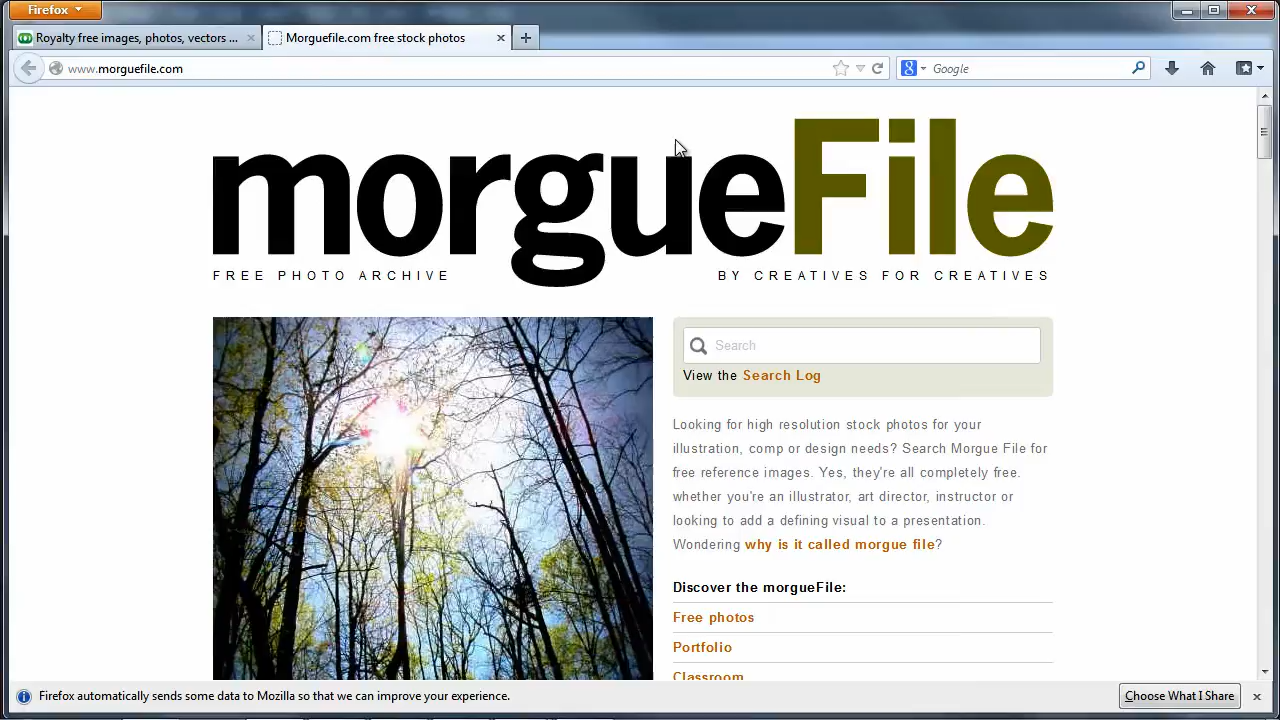 Firefox
Royalty free images, photos, vectors ...
Morguefile.com free stock photos
www.morguefile.com
Google
morgueFile
FREE PHOTO ARCHIVE
BY CREATIVES FOR CREATIVES
Search
View the Search Log
Looking for high resolution stock photos for your
illustration, comp or design needs? Search Morgue File for
free reference images. Yes, they're all completely free.
whether you're an illustrator, art director, instructor or
looking to add a defining visual to a presentation.
Wondering why is it called morgue file?
Discover the morgueFile:
Free photos
Portfolio
Classroom
Firefox automatically sends some data to Mozilla so that we can improve your experience.
Choose What I Share